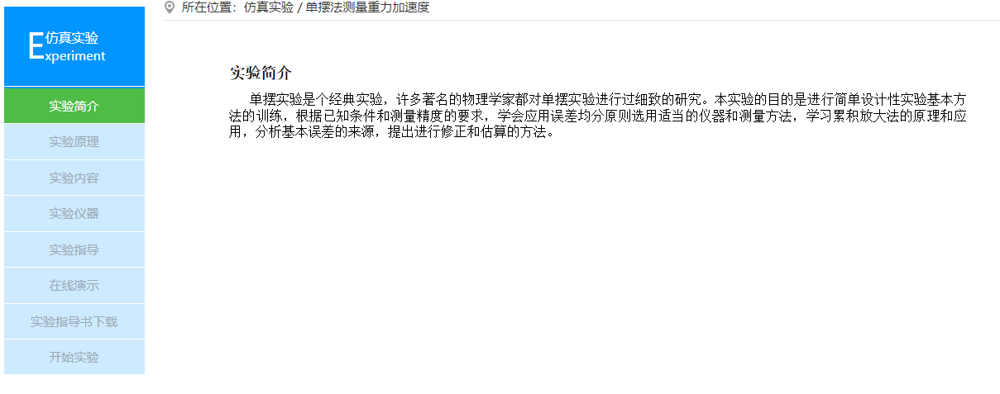 所在位置：仿真实验 / 单摆法测量重力加速度
E仿真实验
xperiment
实验简介
实验原理
实验内容
实验仪器
实验指导
在线演示
实验指导书下载
开始实验
实验简介
单摆实验是个经典实验，许多著名的物理学家都对单摆实验进行过细致的研究。本实验的目的是进行简单设计性实验基本方
法的训练，根据已知条件和测量精度的要求，学会应用误差均分原则选用适当的仪器和测量方法，学习累积放大法的原理和应
用，分析基本误差的来源，提出进行修正和估算的方法。